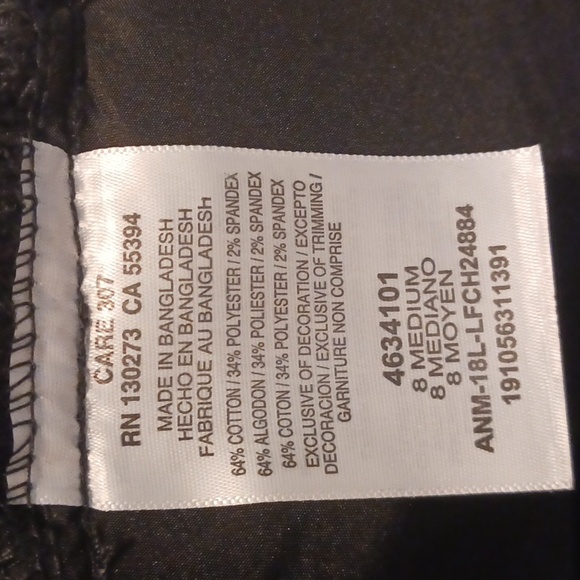 CARE 307
RN 130273 CA 55394
MADE IN BANGLADESH
HECHO EN BANGLADESH
FABRIQUE AU BANGLADESH
64% COTTON / 34% POLYESTER / 2% SPANDEX
64% ALGODON / 34% POLIESTER / 2% SPANDEX
64% COTON / 34% POLYESTER / 2% SPANDEX
EXCLUSIVE OF DECORATION / EXCEPTO
DECORACION / EXCLUSIVE OF TRIMMING /
GARNITURE NON COMPRISE
4634101
8 MEDIUM
8 MEDIANO
8 MOYEN
ANM-18L-LFCH24884
191056311391